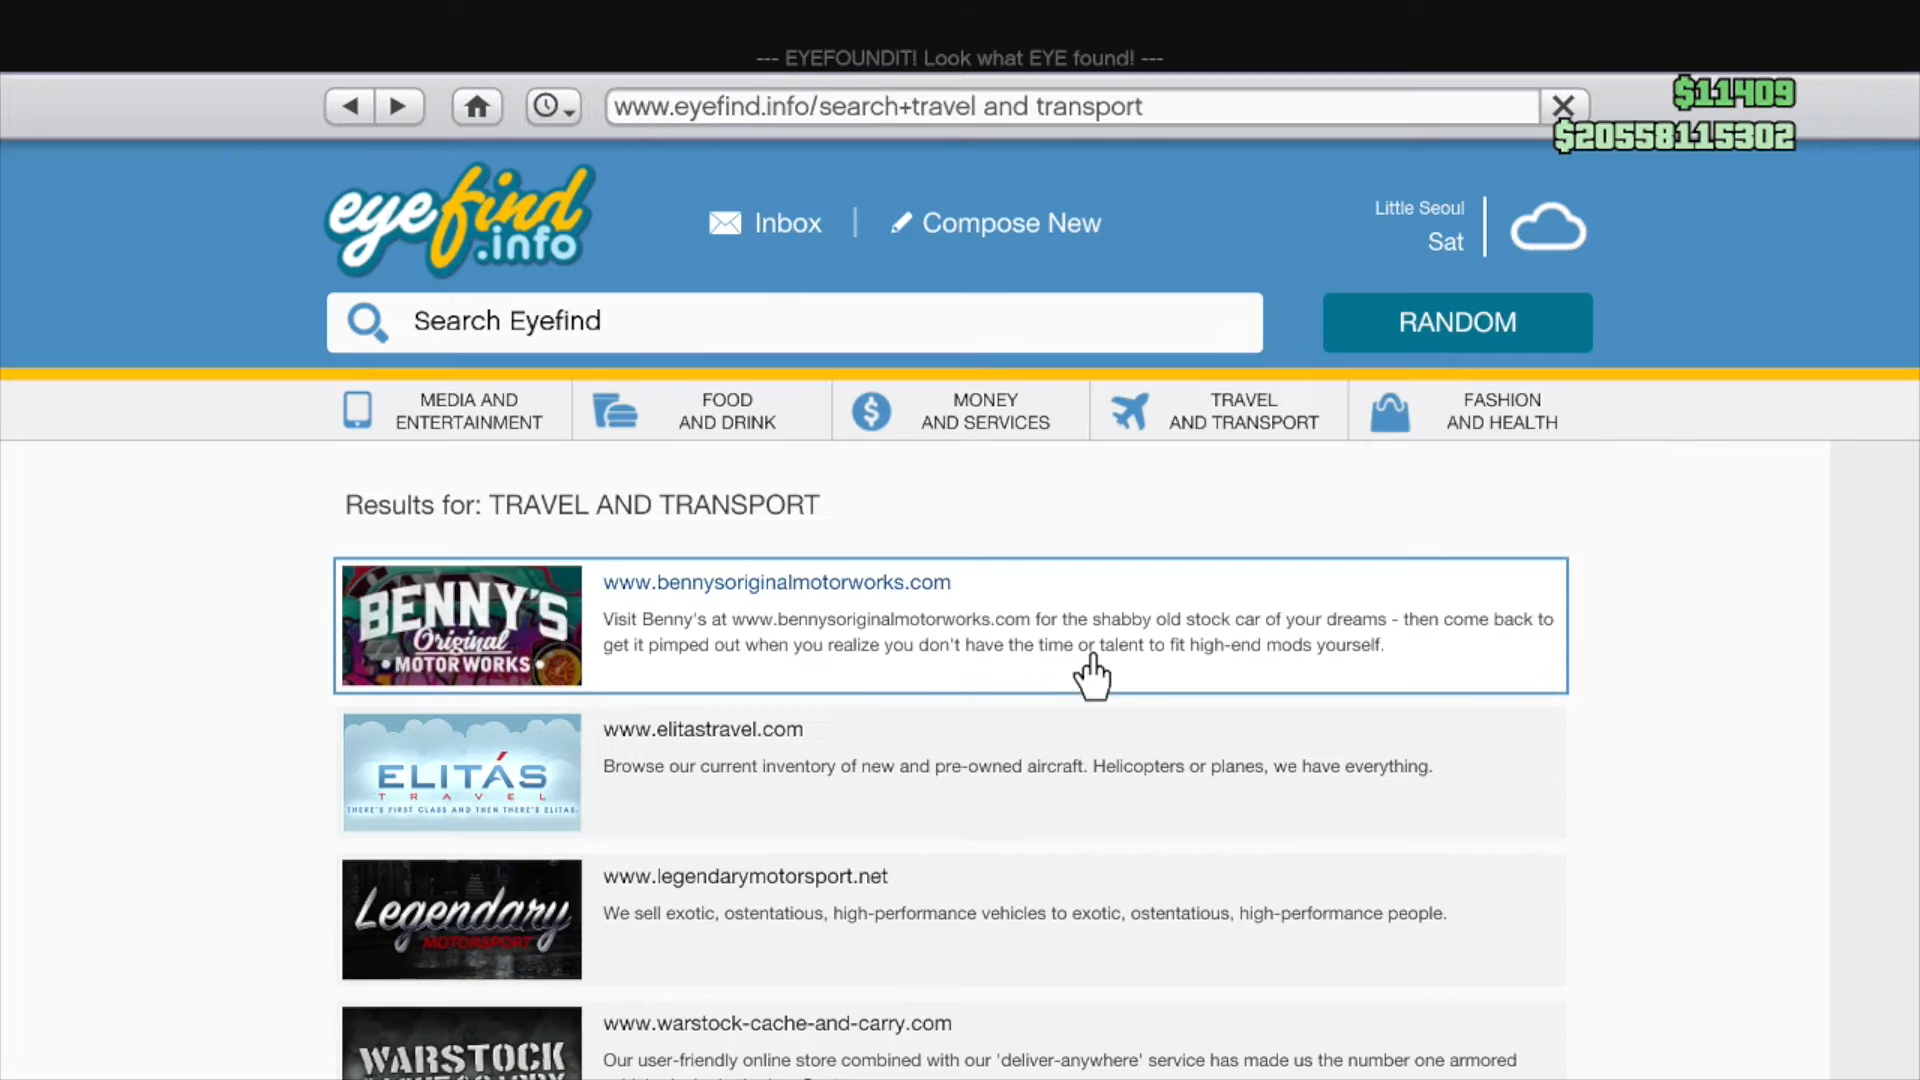 --- EYEFOUNDIT! Look what EYE found! ---
www.eyefind.info/search+travel and transport
$11409
$20558115302
eyefind
.info
Inbox
Compose New
Little Seoul
Sat
Search Eyefind
RANDOM
MEDIA AND
ENTERTAINMENT
FOOD
AND DRINK
MONEY
AND SERVICES
TRAVEL
AND TRANSPORT
FASHION
AND HEALTH
Results for: TRAVEL AND TRANSPORT
BENNY'S
Original
MOTOR WORKS
www.bennysoriginalmotorworks.com
Visit Benny's at www.bennysoriginalmotorworks.com for the shabby old stock car of your dreams - then come back to
get it pimped out when you realize you don't have the time or talent to fit high-end mods yourself.
ELITÁS
TRAVEL
THERE'S FIRST CLASS AND THEN THERE'S ELITAS.
www.elitastravel.com
Browse our current inventory of new and pre-owned aircraft. Helicopters or planes, we have everything.
Legendary
MOTORSPORT
www.legendarymotorsport.net
We sell exotic, ostentatious, high-performance vehicles to exotic, ostentatious, high-performance people.
WARSTOCK
www.warstock-cache-and-carry.com
Our user-friendly online store combined with our 'deliver-anywhere' service has made us the number one armored